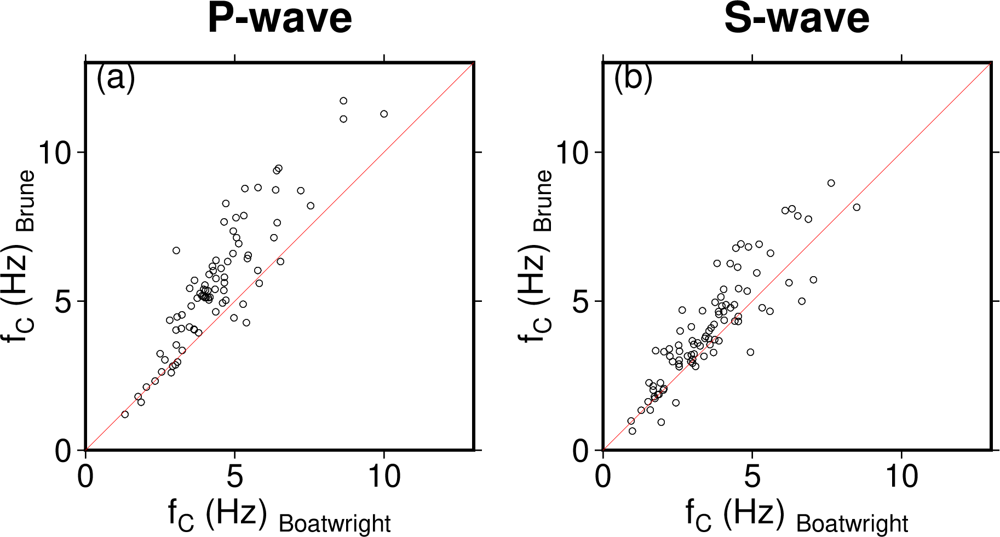 P-wave
S-wave
(a)
10
5
0
0 5 10
fC (Hz) Brune
fC (Hz) Boatwright
(b)
10
5
0
0 5 10
fC (Hz) Brune
fC (Hz) Boatwright